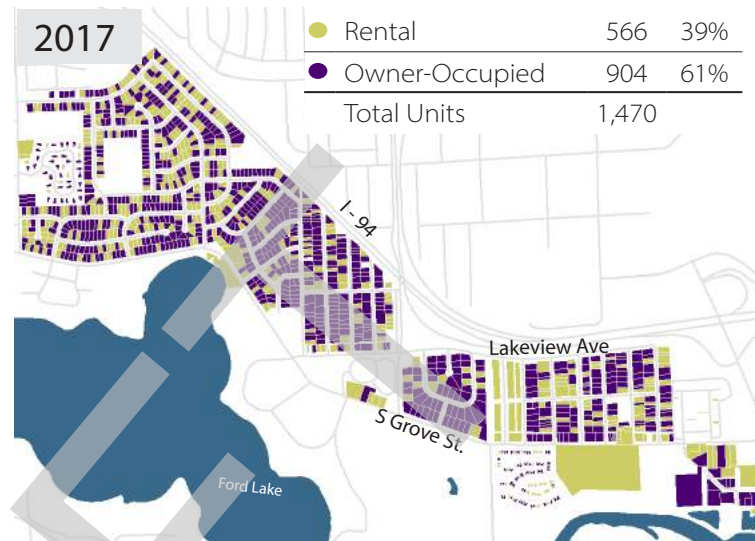 2017
Rental 566 39%
Owner-Occupied 904 61%
Total Units 1,470
I - 94
Lakeview Ave
S Grove St.
Ford Lake